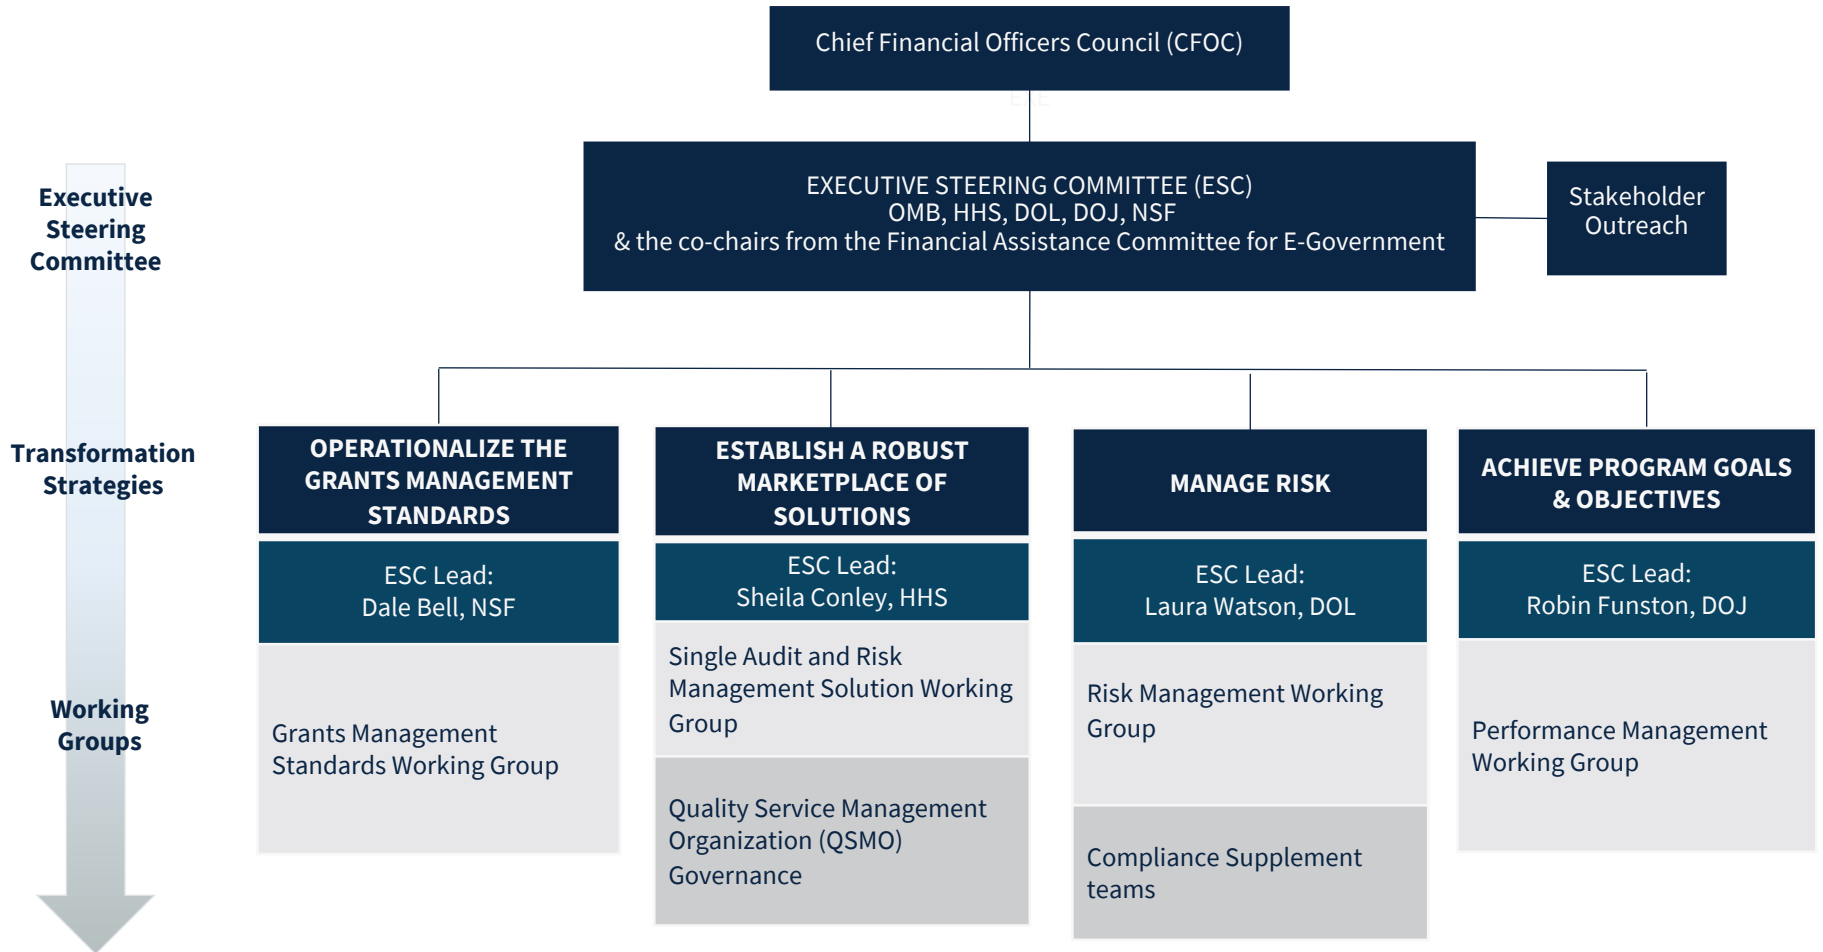 Chief Financial Officers Council (CFOC)
EXE
EXECUTIVE STEERING COMMITTEE (ESC)
OMB, HHS, DOL, DOJ, NSF
& the co-chairs from the Financial Assistance Committee for E-Government
Stakeholder
Outreach
Executive
Steering
Committee
Transformation
Strategies
Working
Groups
OPERATIONALIZE THE
GRANTS MANAGEMENT
STANDARDS
ESC Lead:
Dale Bell, NSF
Grants Management
Standards Working Group
ESTABLISH A ROBUST
MARKETPLACE OF
SOLUTIONS
ESC Lead:
Sheila Conley, HHS
Single Audit and Risk
Management Solution Working
Group
Quality Service Management
Organization (QSMO)
Governance
MANAGE RISK
ESC Lead:
Laura Watson, DOL
Risk Management Working
Group
Compliance Supplement
teams
ACHIEVE PROGRAM GOALS
& OBJECTIVES
ESC Lead:
Robin Funston, DOJ
Performance Management
Working Group